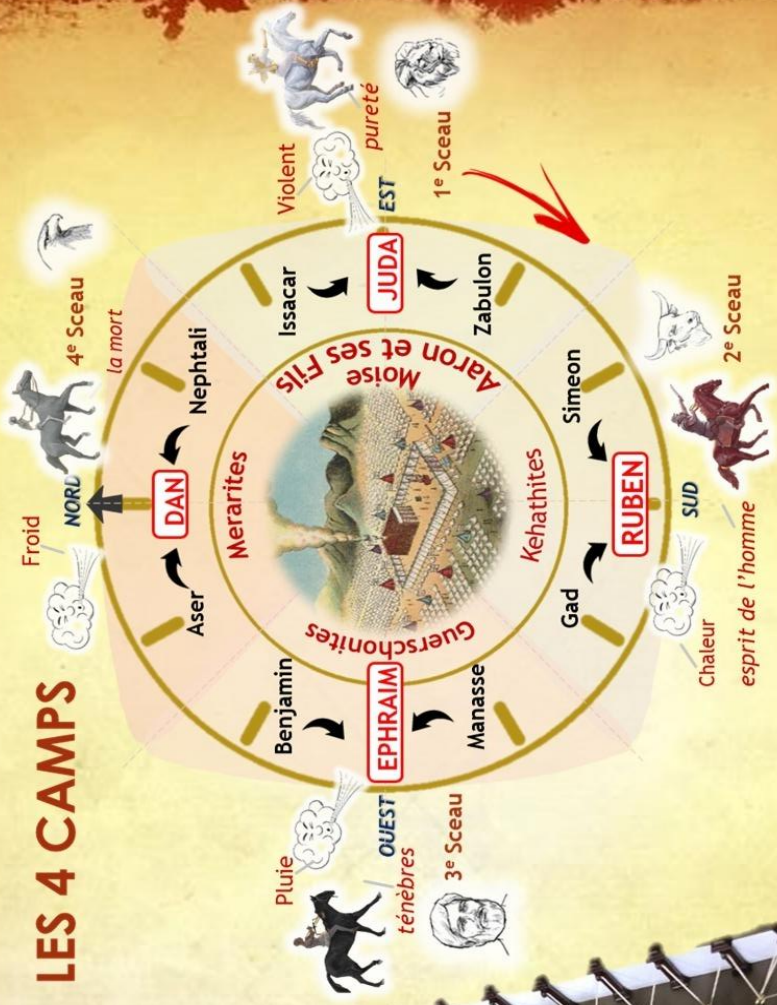 LES 4 CAMPS
Froid
NORD
4e Sceau
la mort
Aser
DAN
Nephtali
Merarites
Benjamin
Issacar
Violent
Pluie
EPHRAIM
Guerschonites
Moise
Aaron et ses Fils
JUDA
EST
pureté
OUEST
ténèbres
1e Sceau
3e Sceau
Manasse
Kehathites
Zabulon
Gad
Simeon
RUBEN
Chaleur
SUD
2e Sceau
esprit de l'homme